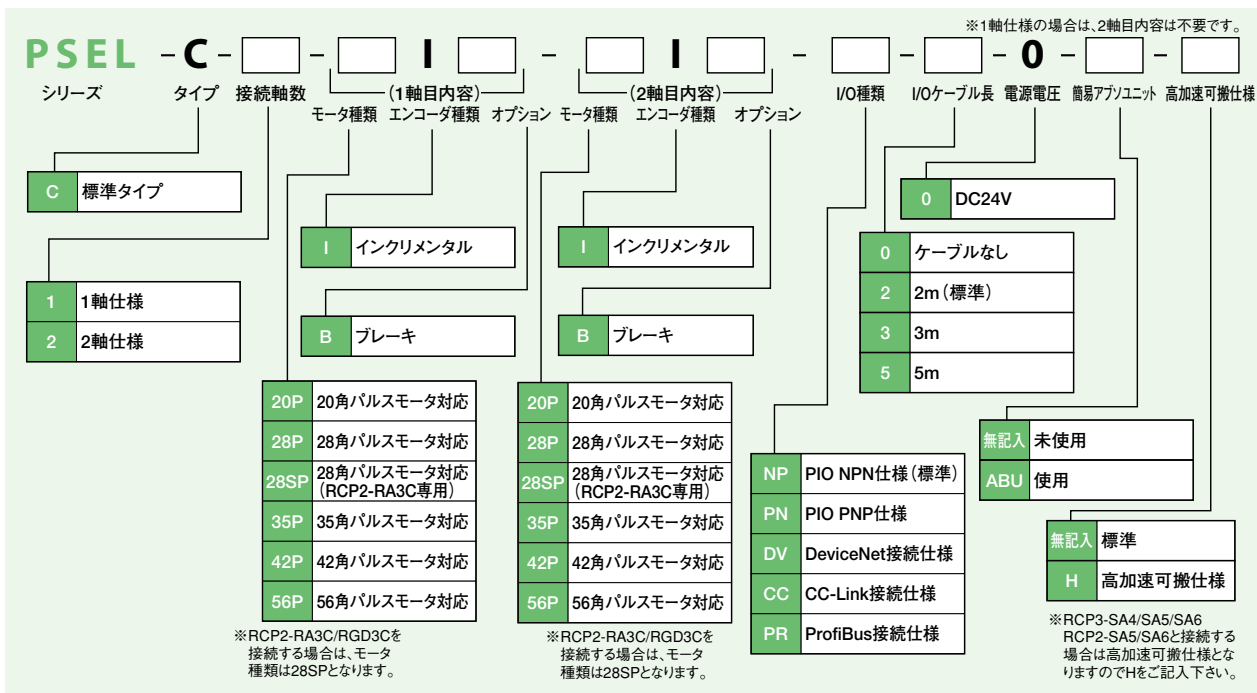 ※1軸仕様の場合は、2軸目内容は不要です。
PSEL - C - - I - I - - - 0 - -
シリーズ タイプ 接続軸数 (1軸目内容) (2軸目内容) I/O種類 I/Oケーブル長 電源電圧 簡易アブソユニット 高加速可搬仕様
モータ種類 エンコーダ種類 オプション モータ種類 エンコーダ種類 オプション
C 標準タイプ
1 1軸仕様
2 2軸仕様
I インクリメンタル
B ブレーキ
20P 20角パルスモータ対応
28P 28角パルスモータ対応
28SP 28角パルスモータ対応
(RCP2-RA3C専用)
35P 35角パルスモータ対応
42P 42角パルスモータ対応
56P 56角パルスモータ対応
※RCP2-RA3C/RGD3Cを
接続する場合は、モータ
種類は28SPとなります。
I インクリメンタル
B ブレーキ
20P 20角パルスモータ対応
28P 28角パルスモータ対応
28SP 28角パルスモータ対応
(RCP2-RA3C専用)
35P 35角パルスモータ対応
42P 42角パルスモータ対応
56P 56角パルスモータ対応
※RCP2-RA3C/RGD3Cを
接続する場合は、モータ
種類は28SPとなります。
NP PIO NPN仕様(標準)
PN PIO PNP仕様
DV DeviceNet接続仕様
CC CC-Link接続仕様
PR ProfiBus接続仕様
0 DC24V
0 ケーブルなし
2 2m(標準)
3 3m
5 5m
無記入 未使用
ABU 使用
無記入 標準
H 高加速可搬仕様
※RCP3-SA4/SA5/SA6
RCP2-SA5/SA6と接続する
場合は高加速可搬仕様とな
りますのでHをご記入下さい。